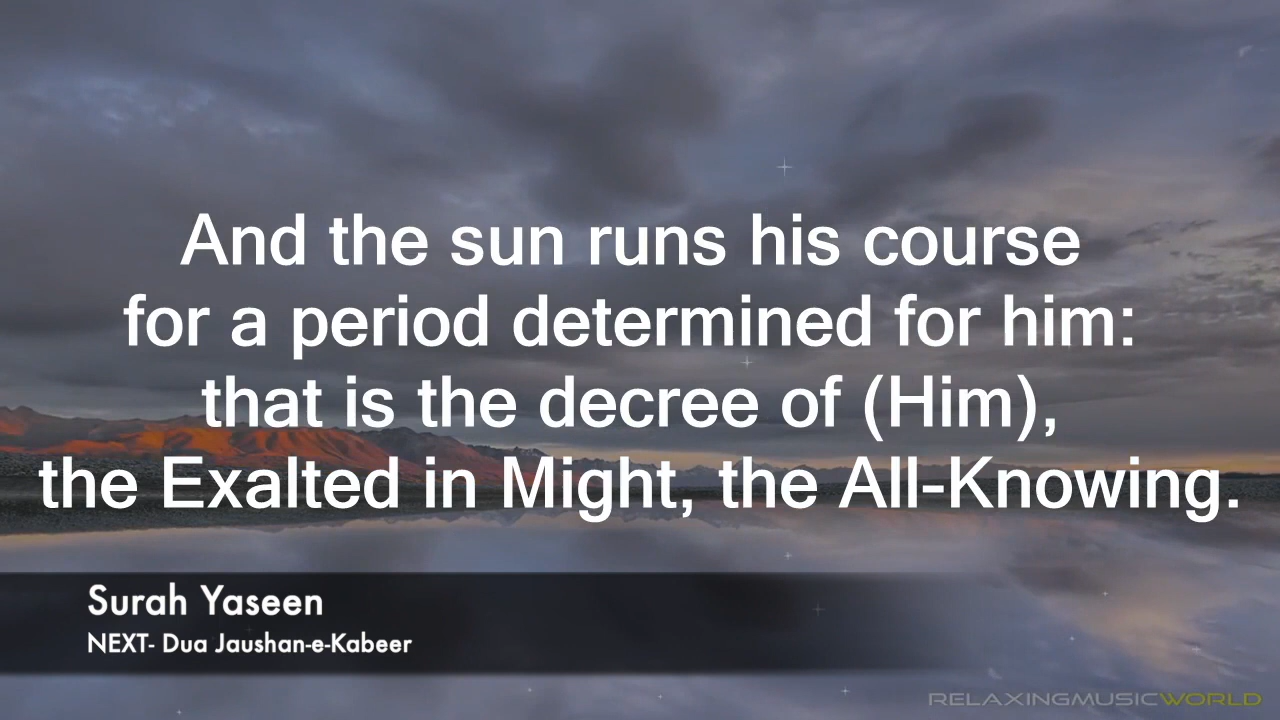 And the sun runs his course
for a period determined for him:
that is the decree of (Him),
the Exalted in Might, the All-Knowing.
Surah Yaseen
NEXT- Dua Jaushan-e-Kabeer
RELAXINGMUSICWORLD